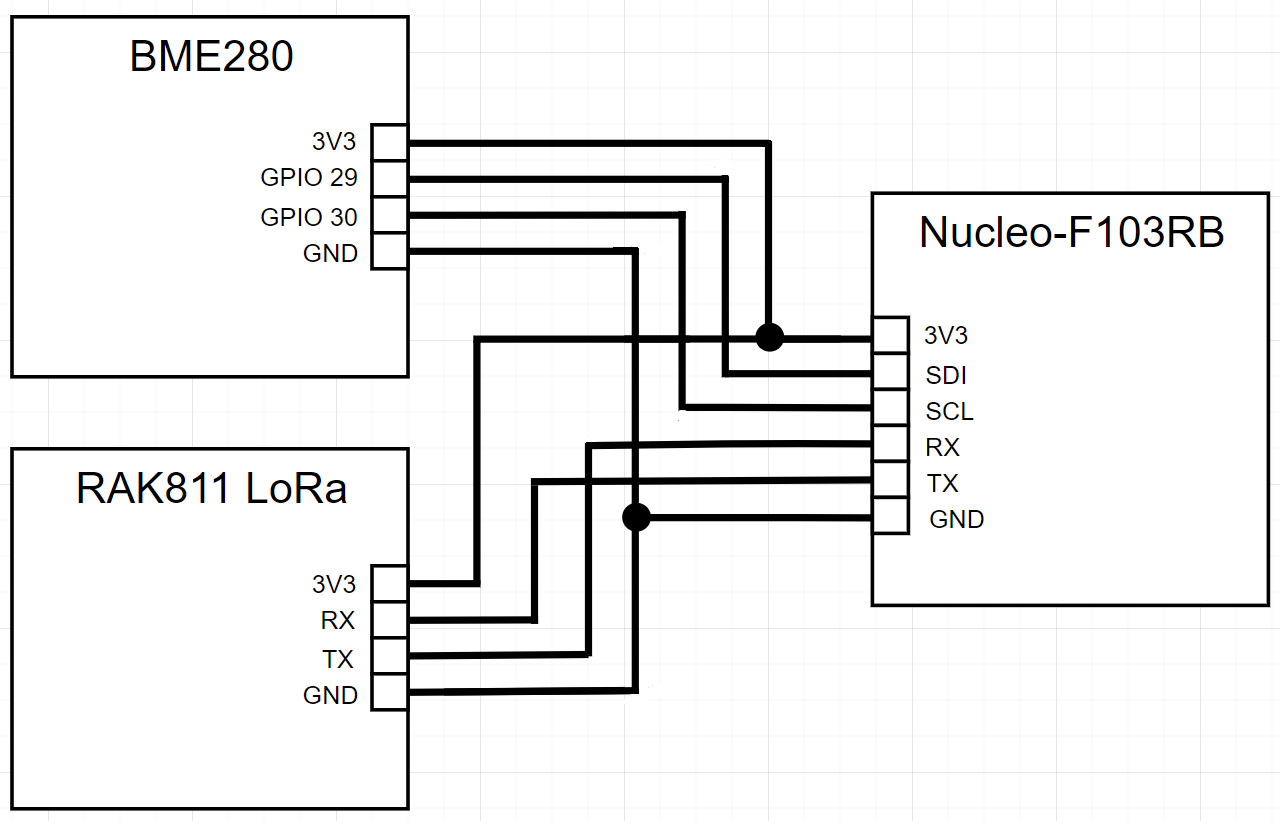 BME280
3V3
GPIO 29
GPIO 30
GND
Nucleo-F103RB
3V3
SDI
SCL
RX
TX
GND
RAK811 LoRa
3V3
RX
TX
GND